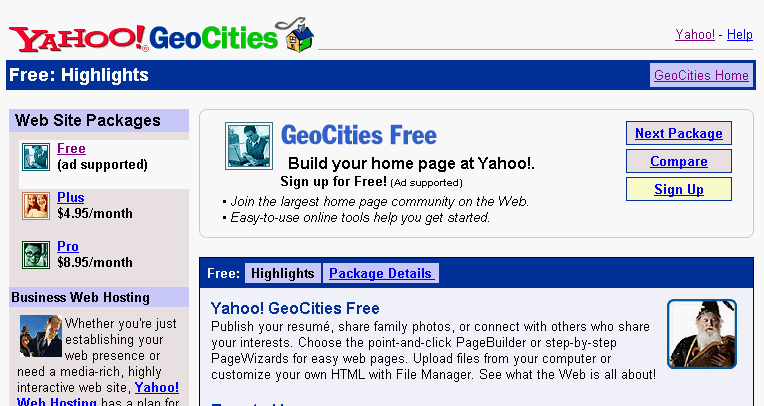 YAHOO! GEOCITIES
Yahoo! - Help
Free: Highlights
GeoCities Home
Web Site Packages
Free
(ad supported)
Plus
$4.95/month
Pro
$8.95/month
Business Web Hosting
Whether you're just
establishing your
web presence or
need a media-rich, highly
interactive web site, Yahoo!
Web Hosting has a plan for
GeoCities Free
Build your home page at Yahoo!.
Sign up for Free! (Ad supported)
• Join the largest home page community on the Web.
• Easy-to-use online tools help you get started.
Next Package
Compare
Sign Up
Free: Highlights Package Details
Yahoo! GeoCities Free
Publish your resumé, share family photos, or connect with others who share
your interests. Choose the point-and-click PageBuilder or step-by-step
PageWizards for easy web pages. Upload files from your computer or
customize your own HTML with File Manager. See what the Web is all about!